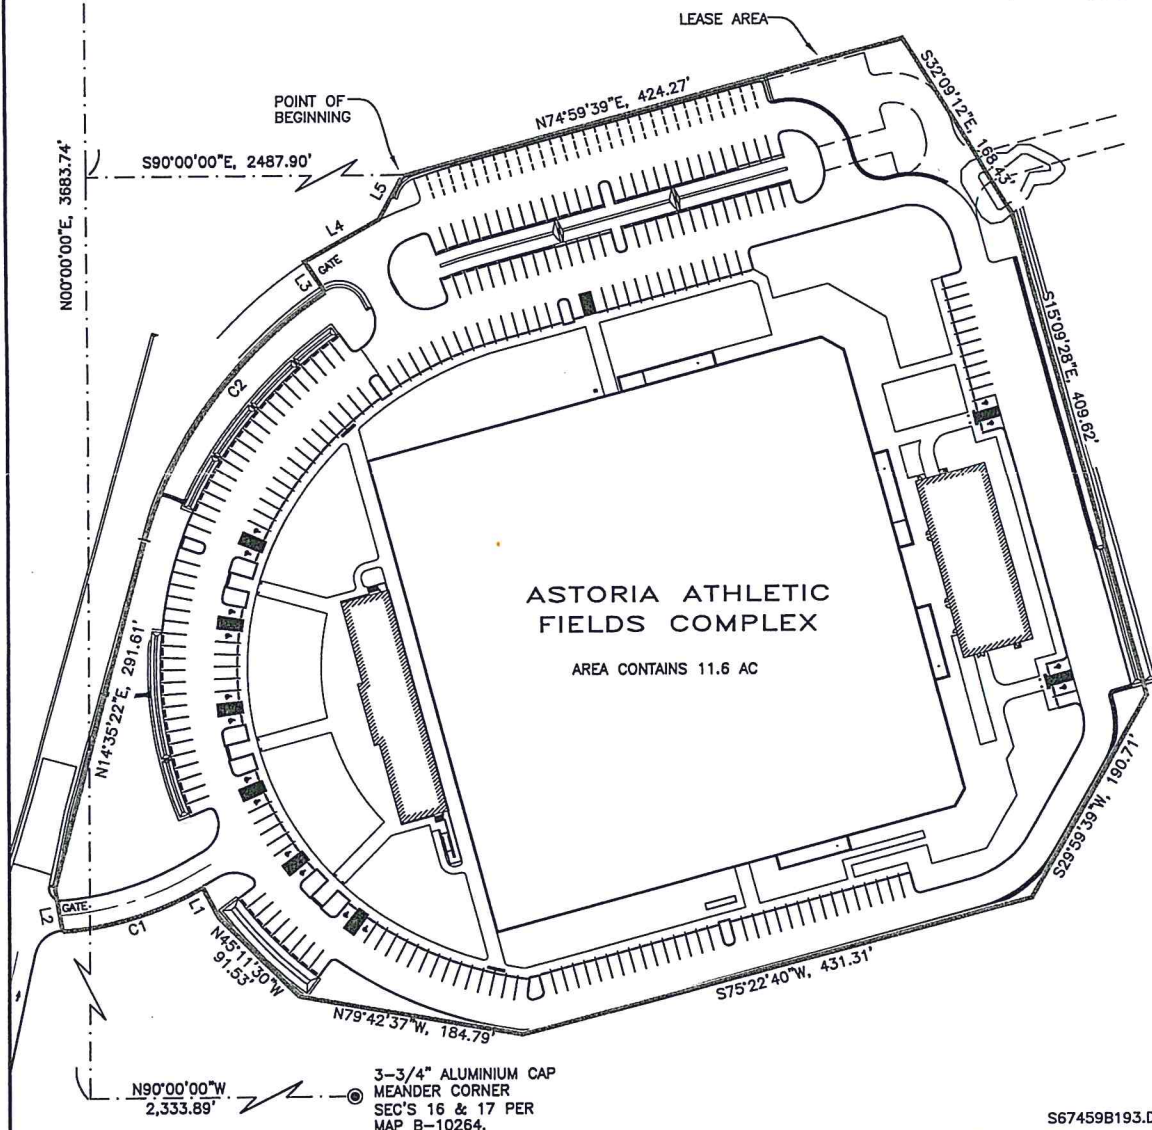 LEASE AREA
S32°09'12"E, 168.43'
POINT OF
BEGINNING
N74°59'39"E, 424.27'
S90°00'00"E, 2487.90'
N00°00'00"E, 3683.74'
L5
L4
GATE
L3
C2
S15°09'28"E, 409.62'
ASTORIA ATHLETIC
FIELDS COMPLEX
AREA CONTAINS 11.6 AC
N14°35'22"E, 291.61'
S29°59'39"W, 190.71'
L2
GATE
C1
L1
N45°11'30"W
91.53'
S75°22'40"W, 431.31'
N79°42'37"W, 184.79'
N90°00'00"W
2,333.89'
3-3/4" ALUMINIUM CAP
MEANDER CORNER
SEC'S 16 & 17 PER
MAP B-10264.
S67459B193.D